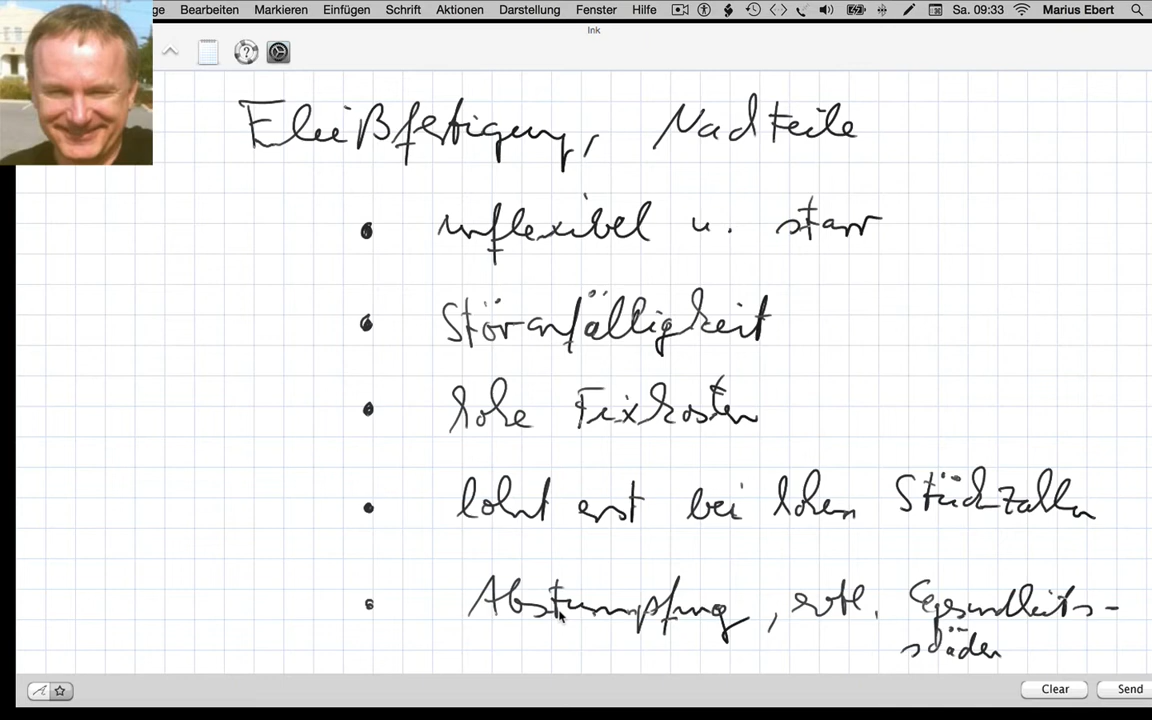 ge Bearbeiten Markieren Einfügen Schrift Aktionen Darstellung Fenster Hilfe Sa. 09:33 Marius Ebert
Ink
Fließfertigung, Nachteile
• unflexibel u. starr
• Störanfälligkeit
• hohe Fixkosten
• lohnt erst bei hohen Stückzahlen
• Abstumpfung, evtl. Gesundheits-
schäden
Clear Send